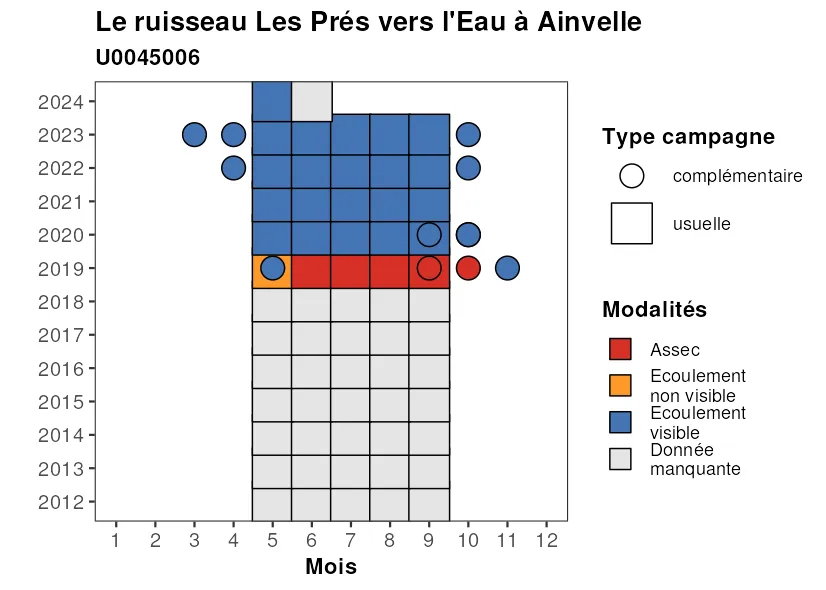 Le ruisseau Les Prés vers l'Eau à Ainvelle
U0045006
2024
2023
2022
2021
2020
2019
2018
2017
2016
2015
2014
2013
2012
1 2 3 4 5 6 7 8 9 10 11 12
Mois
Type campagne
complémentaire
usuelle
Modalités
Assec
Ecoulement
non visible
Ecoulement
visible
Donnée
manquante